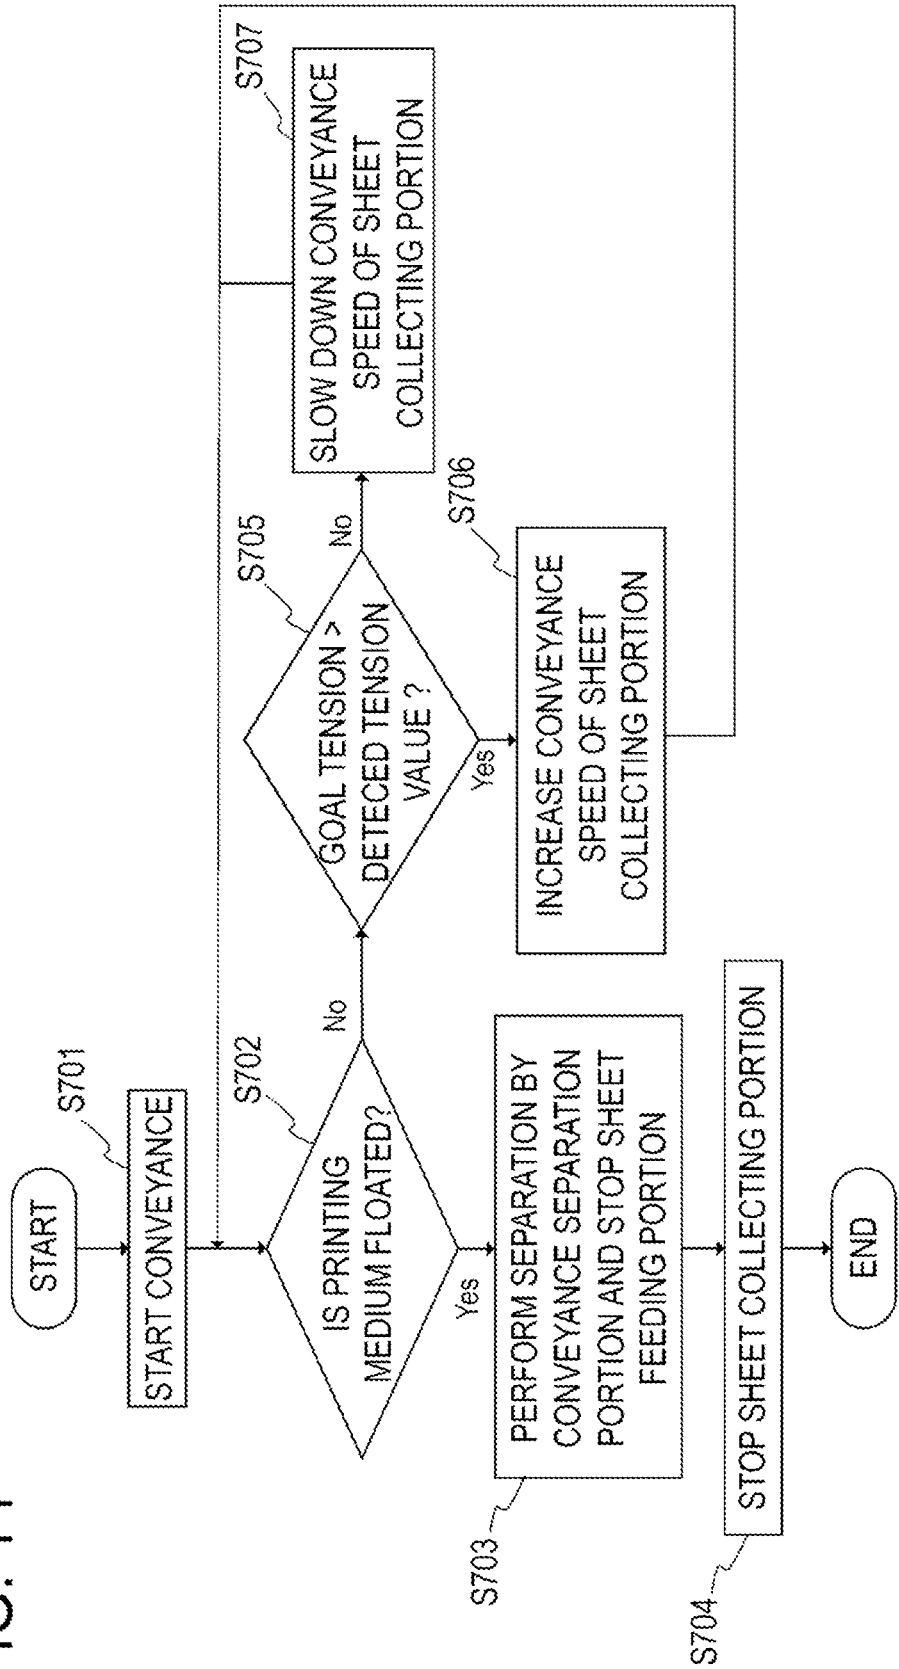 START
S701
START CONVEYANCE
S702
IS PRINTING
MEDIUM FLOATED?
No
Yes
S705
GOAL TENSION >
DETECED TENSION
VALUE ?
No
Yes
S707
SLOW DOWN CONVEYANCE
SPEED OF SHEET
COLLECTING PORTION
S706
INCREASE CONVEYANCE
SPEED OF SHEET
COLLECTING PORTION
S703
PERFORM SEPARATION BY
CONVEYANCE SEPARATION
PORTION AND STOP SHEET
FEEDING PORTION
S704
STOP SHEET COLLECTING PORTION
END